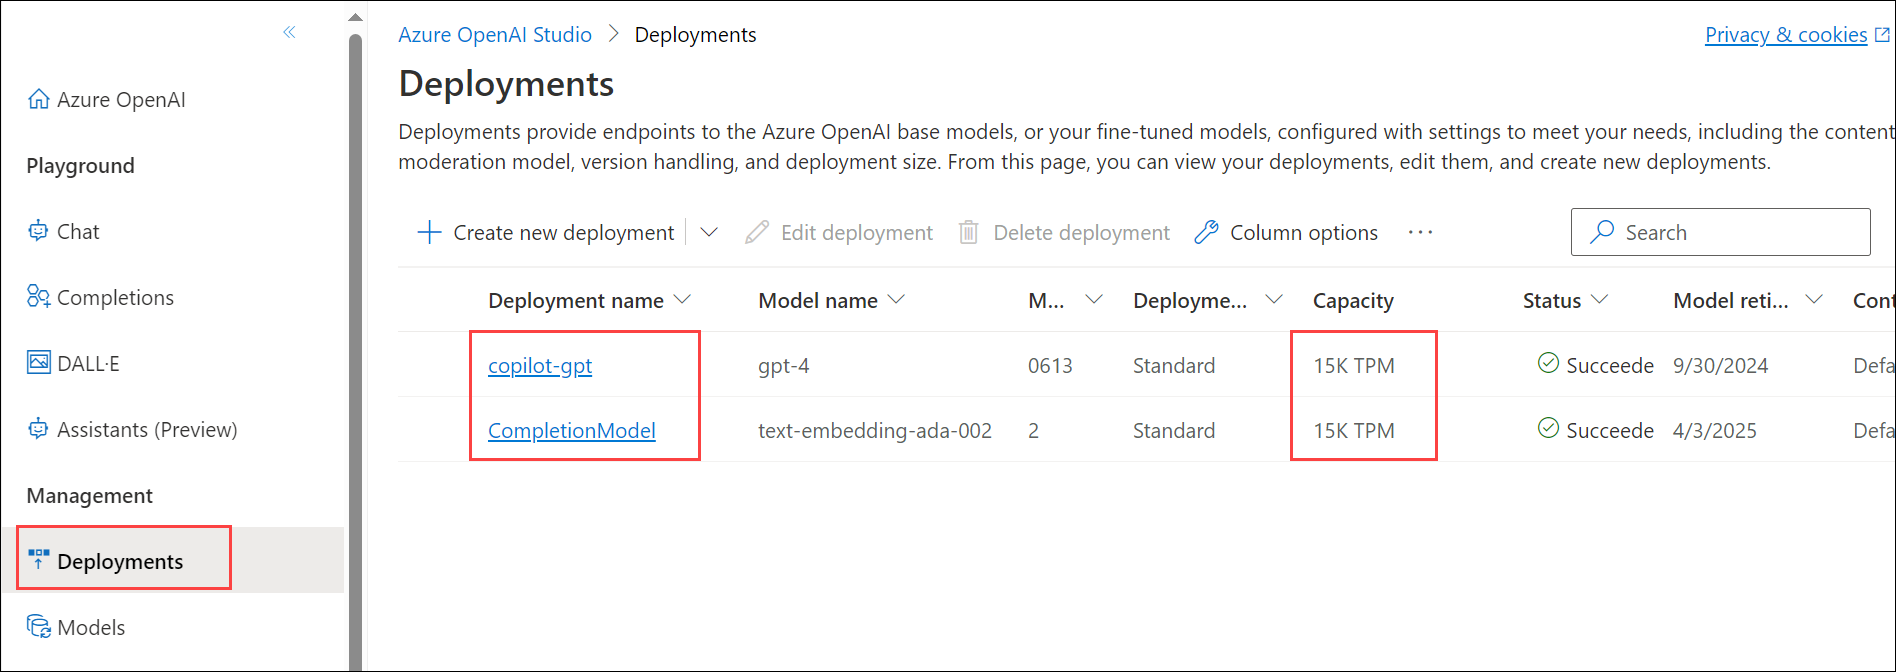 Azure OpenAI
Playground
Chat
Completions
DALL·E
Assistants (Preview)
Management
Deployments
Models
Azure OpenAI Studio > Deployments
Privacy & cookies
Deployments
Deployments provide endpoints to the Azure OpenAI base models, or your fine-tuned models, configured with settings to meet your needs, including the content
moderation model, version handling, and deployment size. From this page, you can view your deployments, edit them, and create new deployments.
Create new deployment Edit deployment Delete deployment Column options ··· Search
Deployment name Model name M... Deployme... Capacity Status Model reti... Cont
copilot-gpt gpt-4 0613 Standard 15K TPM Succeede 9/30/2024 Defa
CompletionModel text-embedding-ada-002 2 Standard 15K TPM Succeede 4/3/2025 Defa